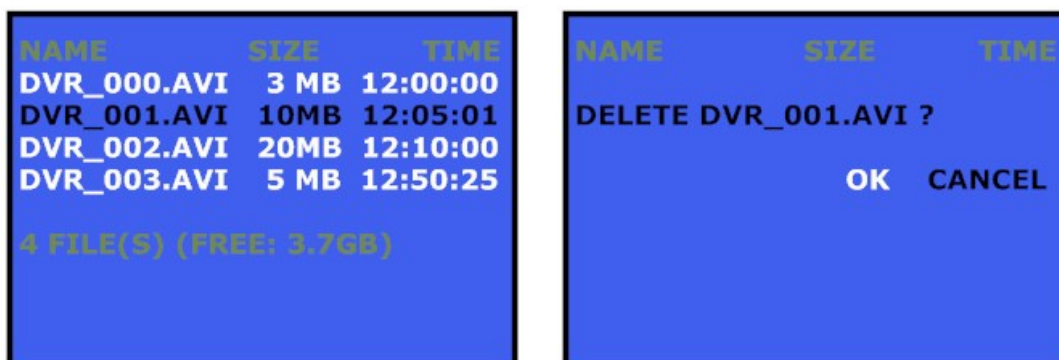 NAME SIZE TIME
DVR_000.AVI 3 MB 12:00:00
DVR_001.AVI 10MB 12:05:01
DVR_002.AVI 20MB 12:10:00
DVR_003.AVI 5 MB 12:50:25
4 FILE(S) (FREE: 3.7GB)
NAME SIZE TIME
DELETE DVR_001.AVI ?
OK CANCEL